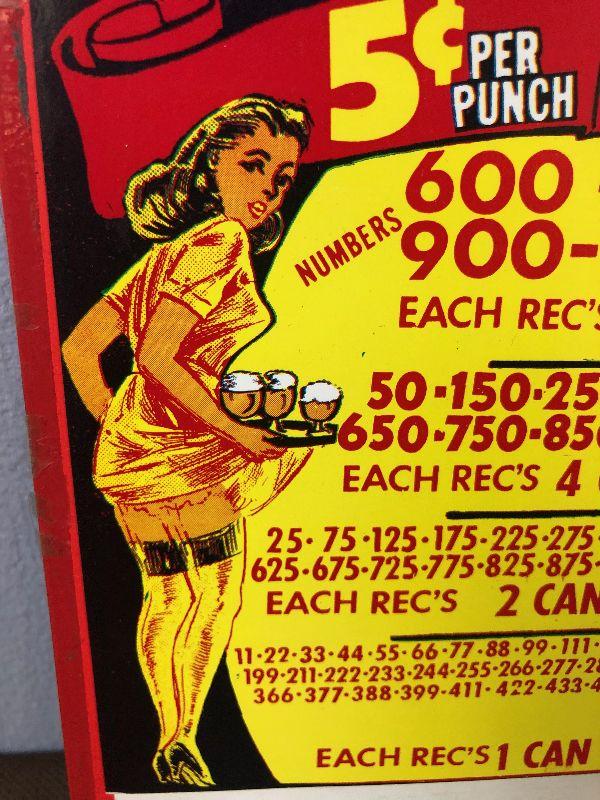 5¢ PER PUNCH
NUMBERS
600
900-
EACH REC'S
50-150-25
650-750-85
EACH REC'S 4
25-75-125-175-225-275-
625-675-725-775-825-875-
EACH REC'S 2 CAN
11-22-33-44-55-66-77-88-99-111-
199-211-222-233-244-255-266-277-28
366-377-388-399-411-422-433-4
EACH REC'S 1 CAN